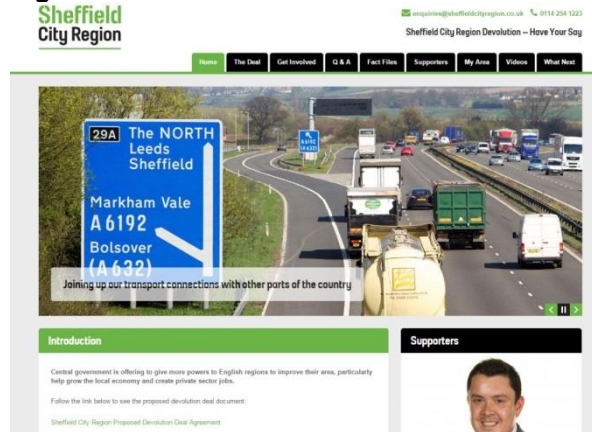 Sheffield
City Region
enquiries@sheffieldcityregion.co.uk 0114 254 1223
Sheffield City Region Devolution – Have Your Say
Home The Deal Get Involved Q & A Fact Files Supporters My Area Videos What Next
29A The NORTH
Leeds
Sheffield
Markham Vale
A 6192
Bolsover
(A 632)
Joining up our transport connections with other parts of the country
Introduction
Central government is offering to give more powers to English regions to improve their area, particularly
help grow the local economy and create private sector jobs.
Follow the link below to see the proposed devolution deal document:
Sheffield City Region Proposed Devolution Deal Agreement
Supporters